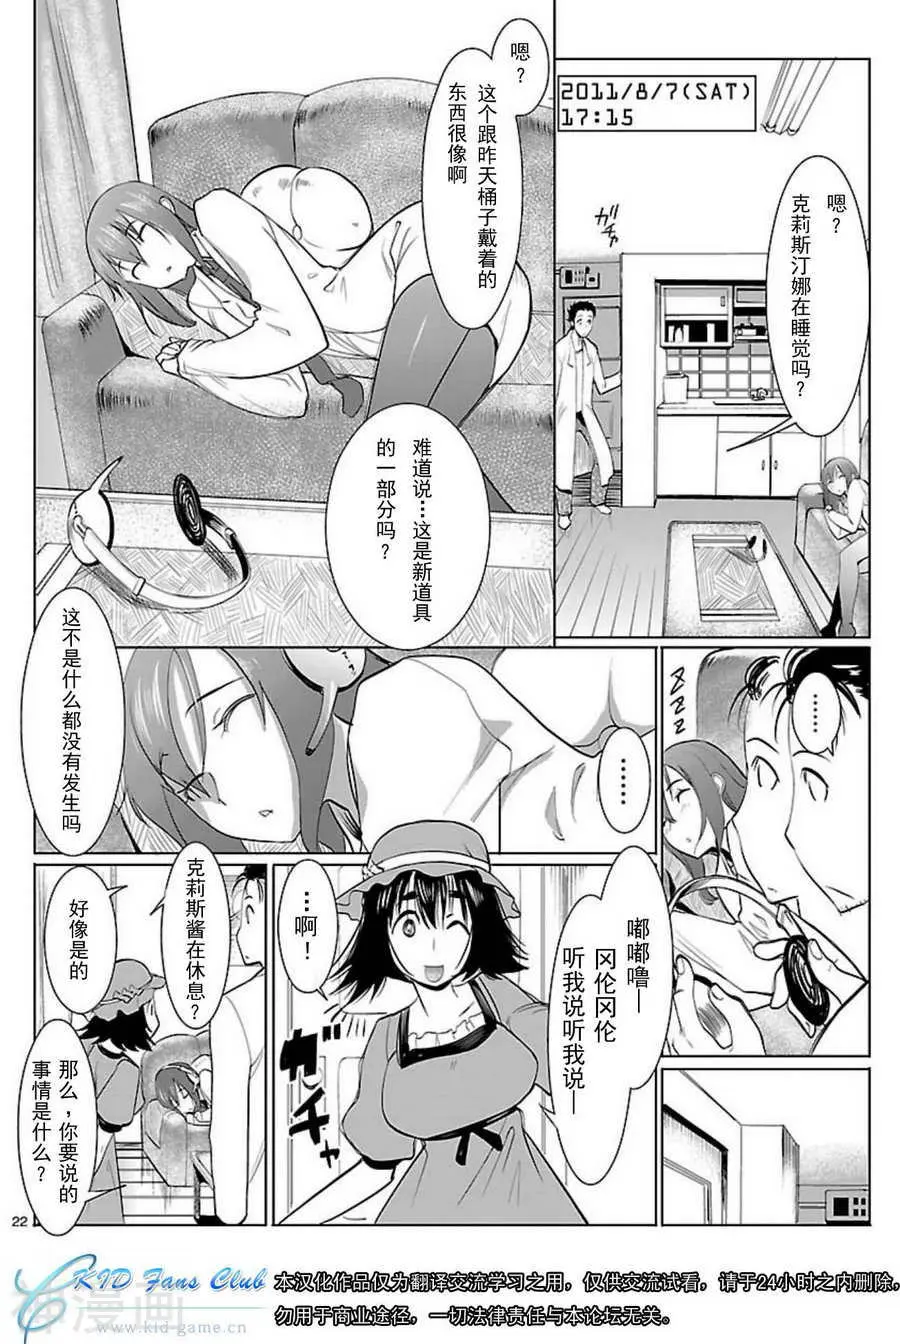 2011/8/7(SAT)
17:15
嗯？
克莉斯汀娜在睡觉吗？
ガチャ
嗯？
这个跟昨天桶子戴着的
东西很像啊
难道说…这是新道具
的一部分吗？
zzzz
……
……
这不是什么都没有发生吗
嘟嘟噜—
冈伦冈伦
听我说听我说—
ガチャ
…啊！
克莉斯酱在休息？
好像是的
那么，你要说的
事情是什么？
22
KID Fans Club
www.kid-game.cn
本汉化作品仅为翻译交流学习之用，仅供交流试看，请于24小时之内删除，
勿用于商业途径，一切法律责任与本论坛无关。